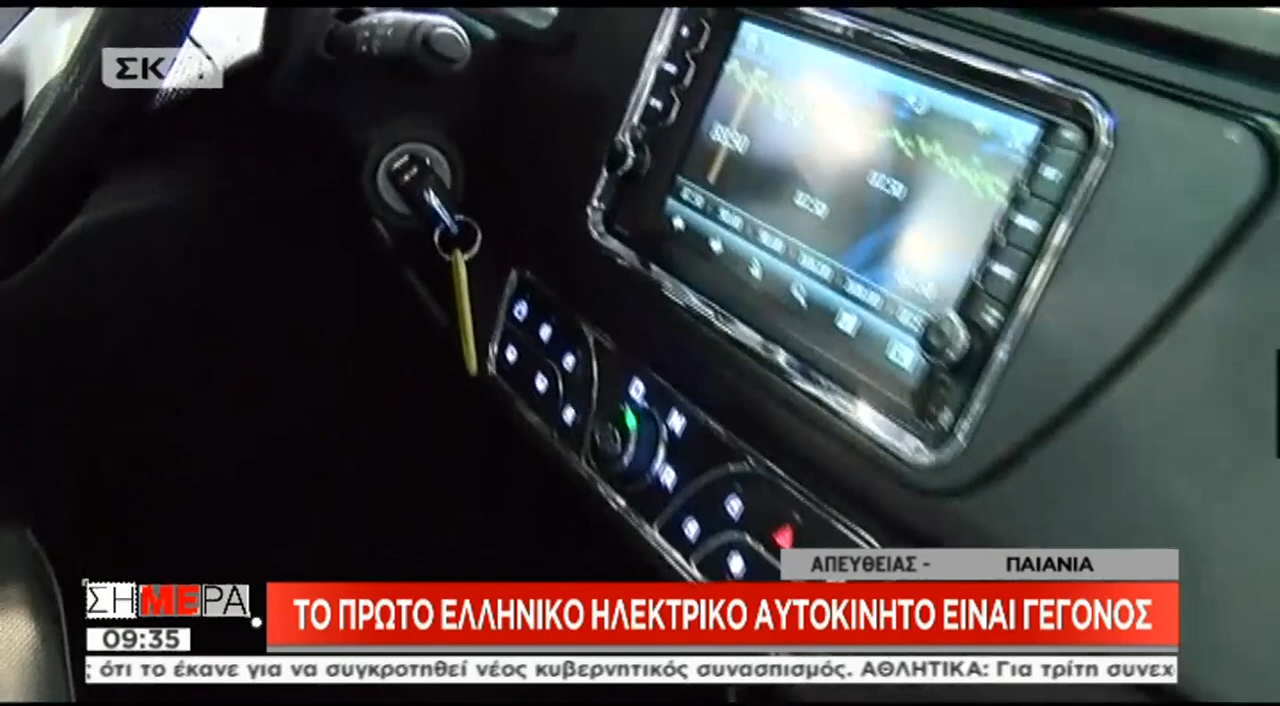 ΣΚΑΪ
ΑΠΕΥΘΕΙΑΣ - ΠΑΙΑΝΙΑ
ΣΗΜΕΡΑ.
ΤΟ ΠΡΩΤΟ ΕΛΛΗΝΙΚΟ ΗΛΕΚΤΡΙΚΟ ΑΥΤΟΚΙΝΗΤΟ ΕΙΝΑΙ ΓΕΓΟΝΟΣ
09:35
ότι το έκανε για να συγκροτηθεί νέος κυβερνητικός συνασπισμός. ΑΘΛΗΤΙΚΑ: Για τρίτη συνεχ